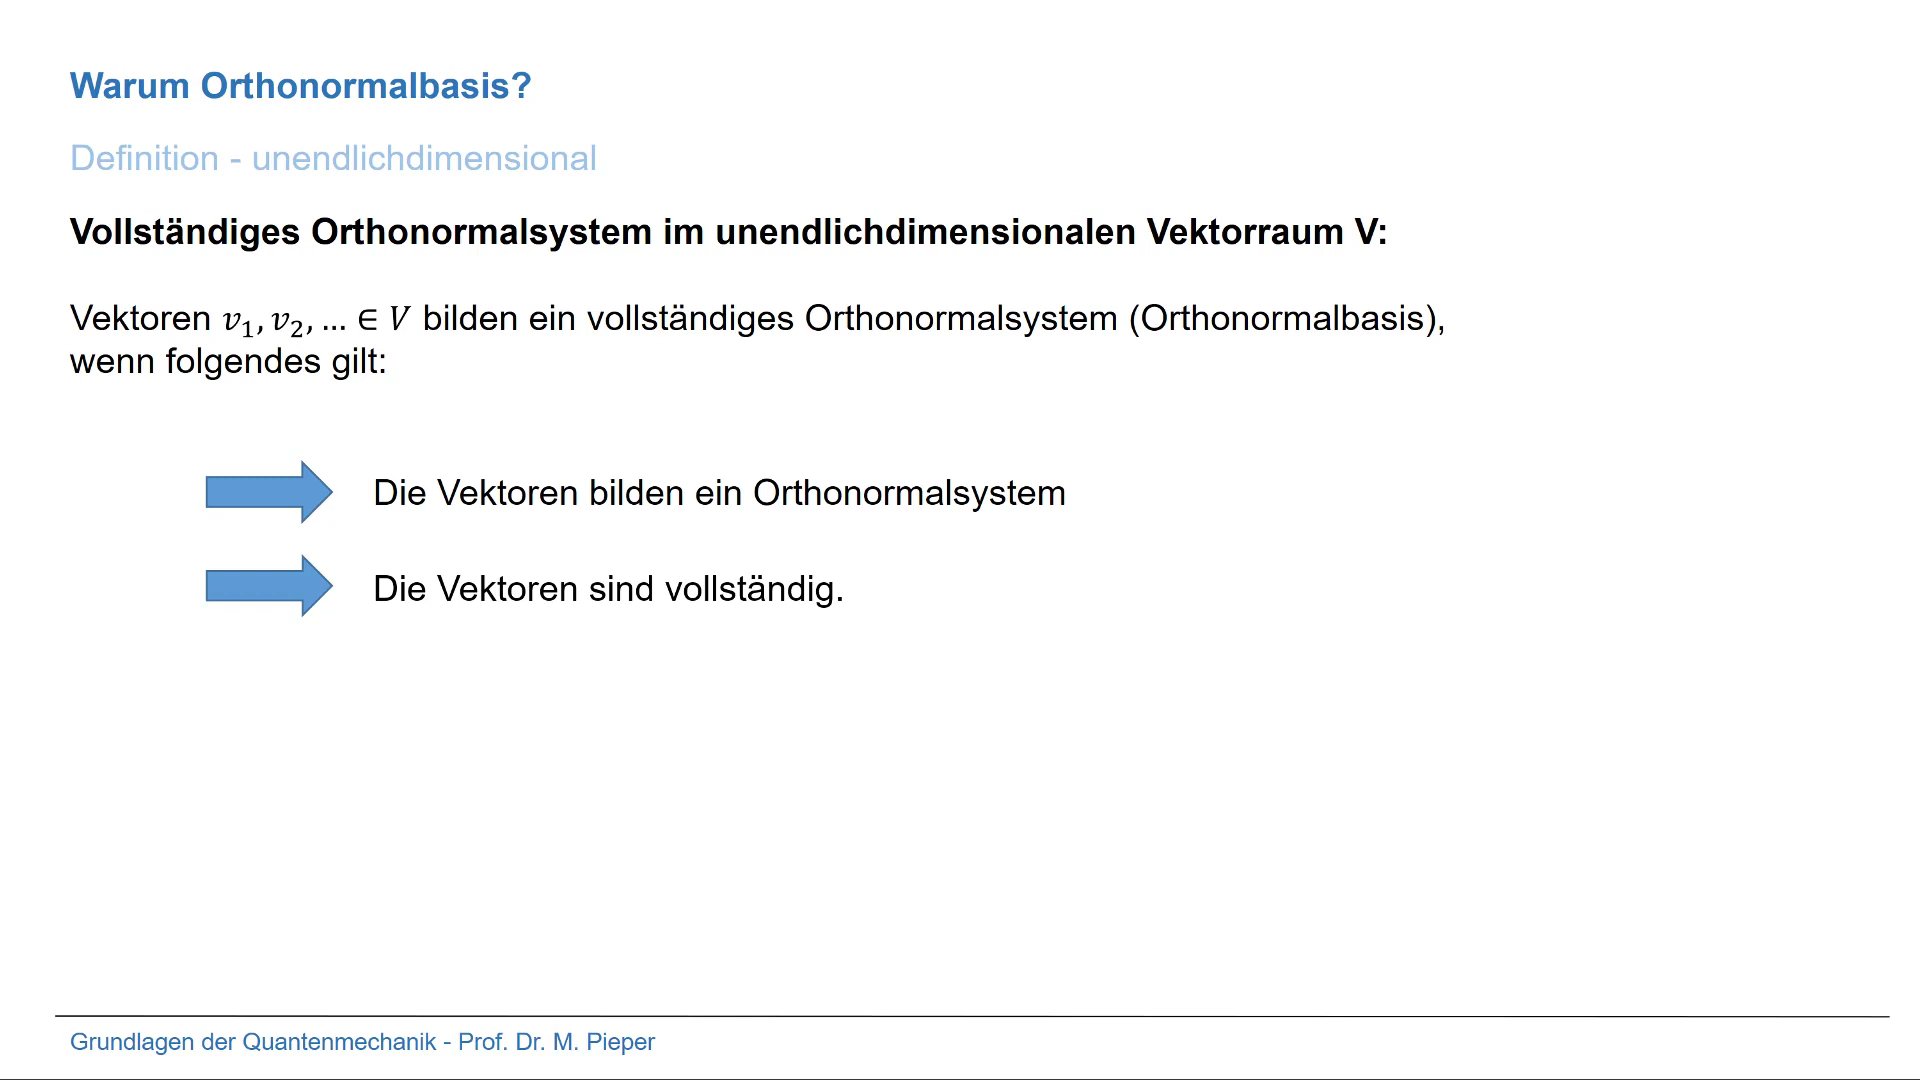 Warum Orthonormalbasis?
Definition - unendlichdimensional
Vollständiges Orthonormalsystem im unendlichdimensionalen Vektorraum V:
Vektoren 𝑣₁, 𝑣₂, … ∈ 𝑉 bilden ein vollständiges Orthonormalsystem (Orthonormalbasis),
wenn folgendes gilt:
Die Vektoren bilden ein Orthonormalsystem
Die Vektoren sind vollständig.
Grundlagen der Quantenmechanik - Prof. Dr. M. Pieper